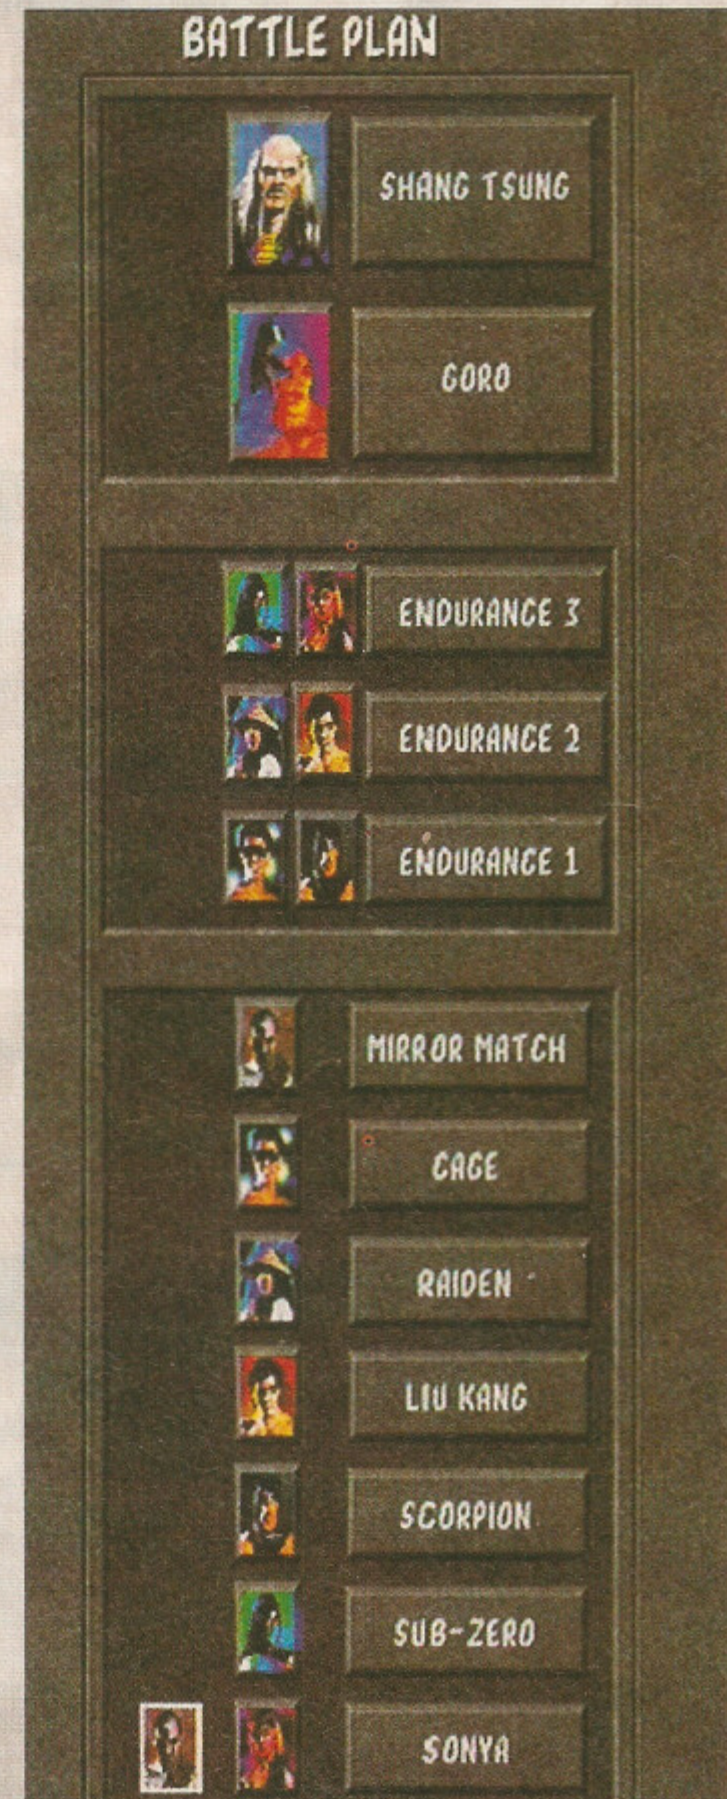 BATTLE PLAN
SHANG TSUNG
GORO
ENDURANCE 3
ENDURANCE 2
ENDURANCE 1
MIRROR MATCH
CAGE
RAIDEN
LIU KANG
SCORPION
SUB-ZERO
SONYA